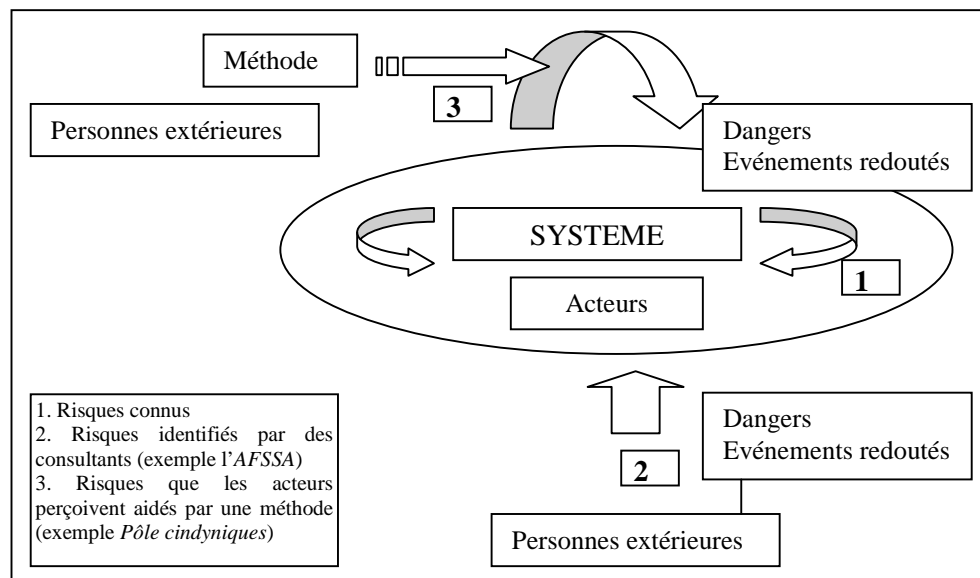 Méthode
3
Personnes extérieures
Dangers
Evénements redoutés
SYSTEME
1
Acteurs
1. Risques connus
2. Risques identifiés par des
consultants (exemple l'AFSSA)
3. Risques que les acteurs
perçoivent aidés par une méthode
(exemple Pôle cindyniques)
Dangers
Evénements redoutés
2
Personnes extérieures